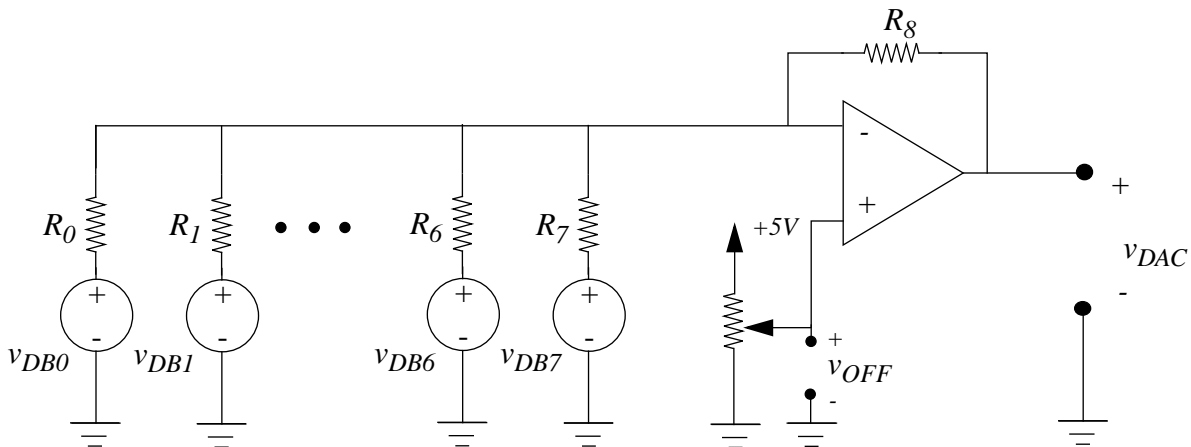 R8
-
+
R0
R1
R6
R7
+5V
+
vDAC
-
+
-
+
-
+
-
+
-
vDB0
vDB1
vDB6
vDB7
+
vOFF
-